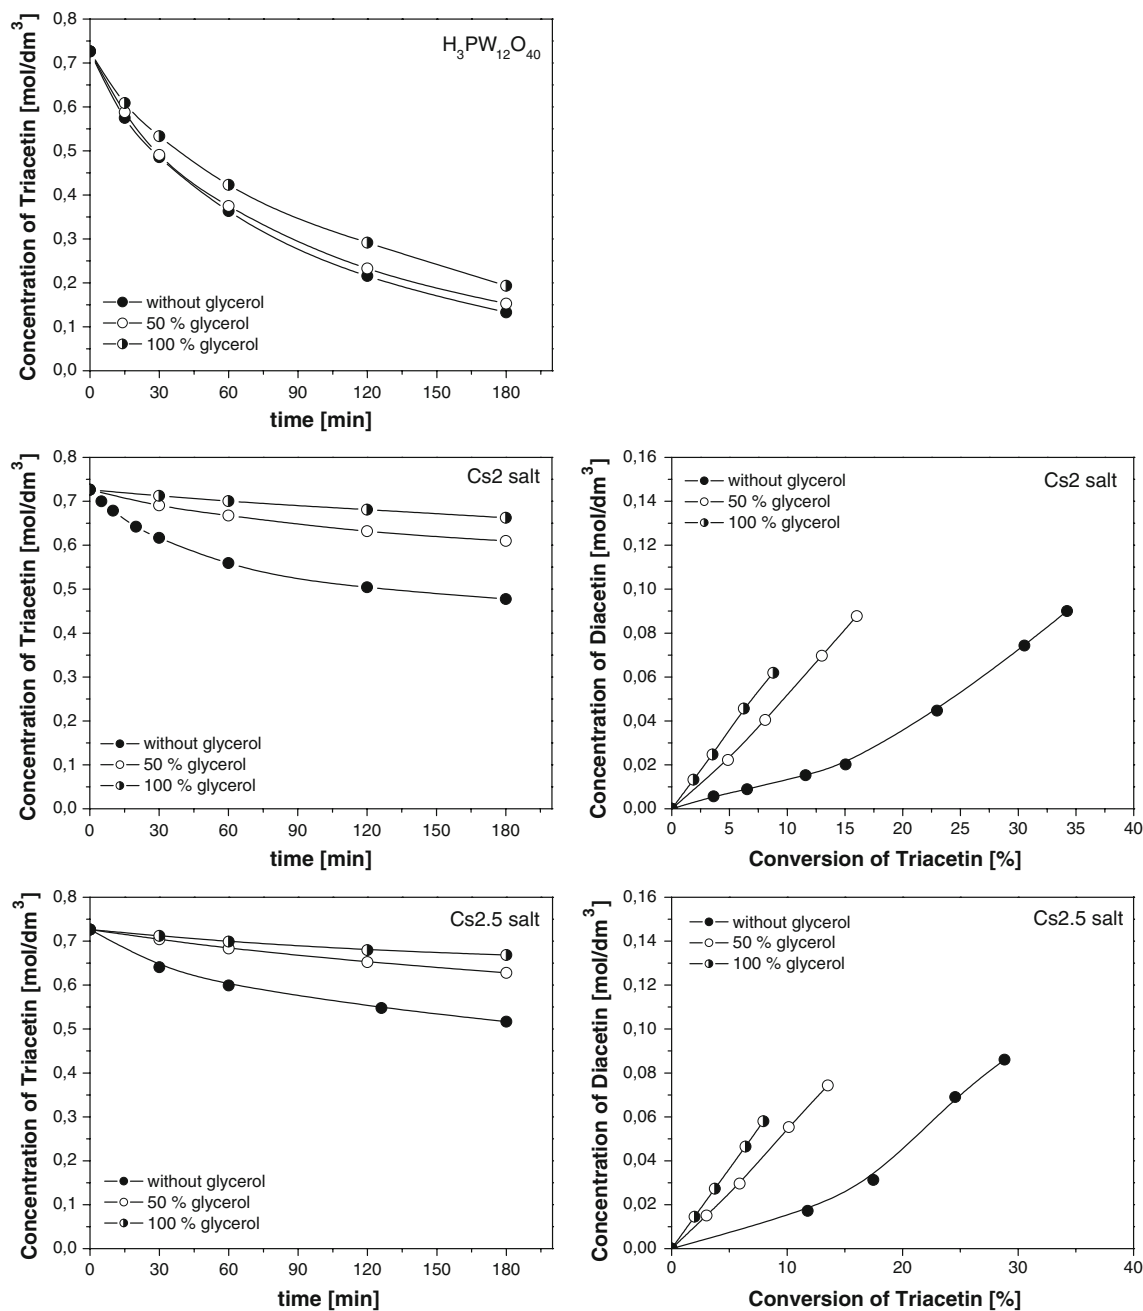 H₃PW₁₂O₄₀
Concentration of Triacetin [mol/dm³]
0,8
0,7
0,6
0,5
0,4
0,3
0,2
0,1
0,0
without glycerol
50 % glycerol
100 % glycerol
0 30 60 90 120 150 180
time [min]
Cs2 salt
Concentration of Triacetin [mol/dm³]
0,8
0,7
0,6
0,5
0,4
0,3
0,2
0,1
0,0
without glycerol
50 % glycerol
100 % glycerol
0 30 60 90 120 150 180
time [min]
Cs2 salt
Concentration of Diacetin [mol/dm³]
0,16
0,14
0,12
0,10
0,08
0,06
0,04
0,02
0,00
without glycerol
50 % glycerol
100 % glycerol
0 5 10 15 20 25 30 35 40
Conversion of Triacetin [%]
Cs2.5 salt
Concentration of Triacetin [mol/dm³]
0,8
0,7
0,6
0,5
0,4
0,3
0,2
0,1
0,0
without glycerol
50 % glycerol
100 % glycerol
0 30 60 90 120 150 180
time [min]
Cs2.5 salt
Concentration of Diacetin [mol/dm³]
0,16
0,14
0,12
0,10
0,08
0,06
0,04
0,02
0,00
without glycerol
50 % glycerol
100 % glycerol
0 10 20 30 40
Conversion of Triacetin [%]